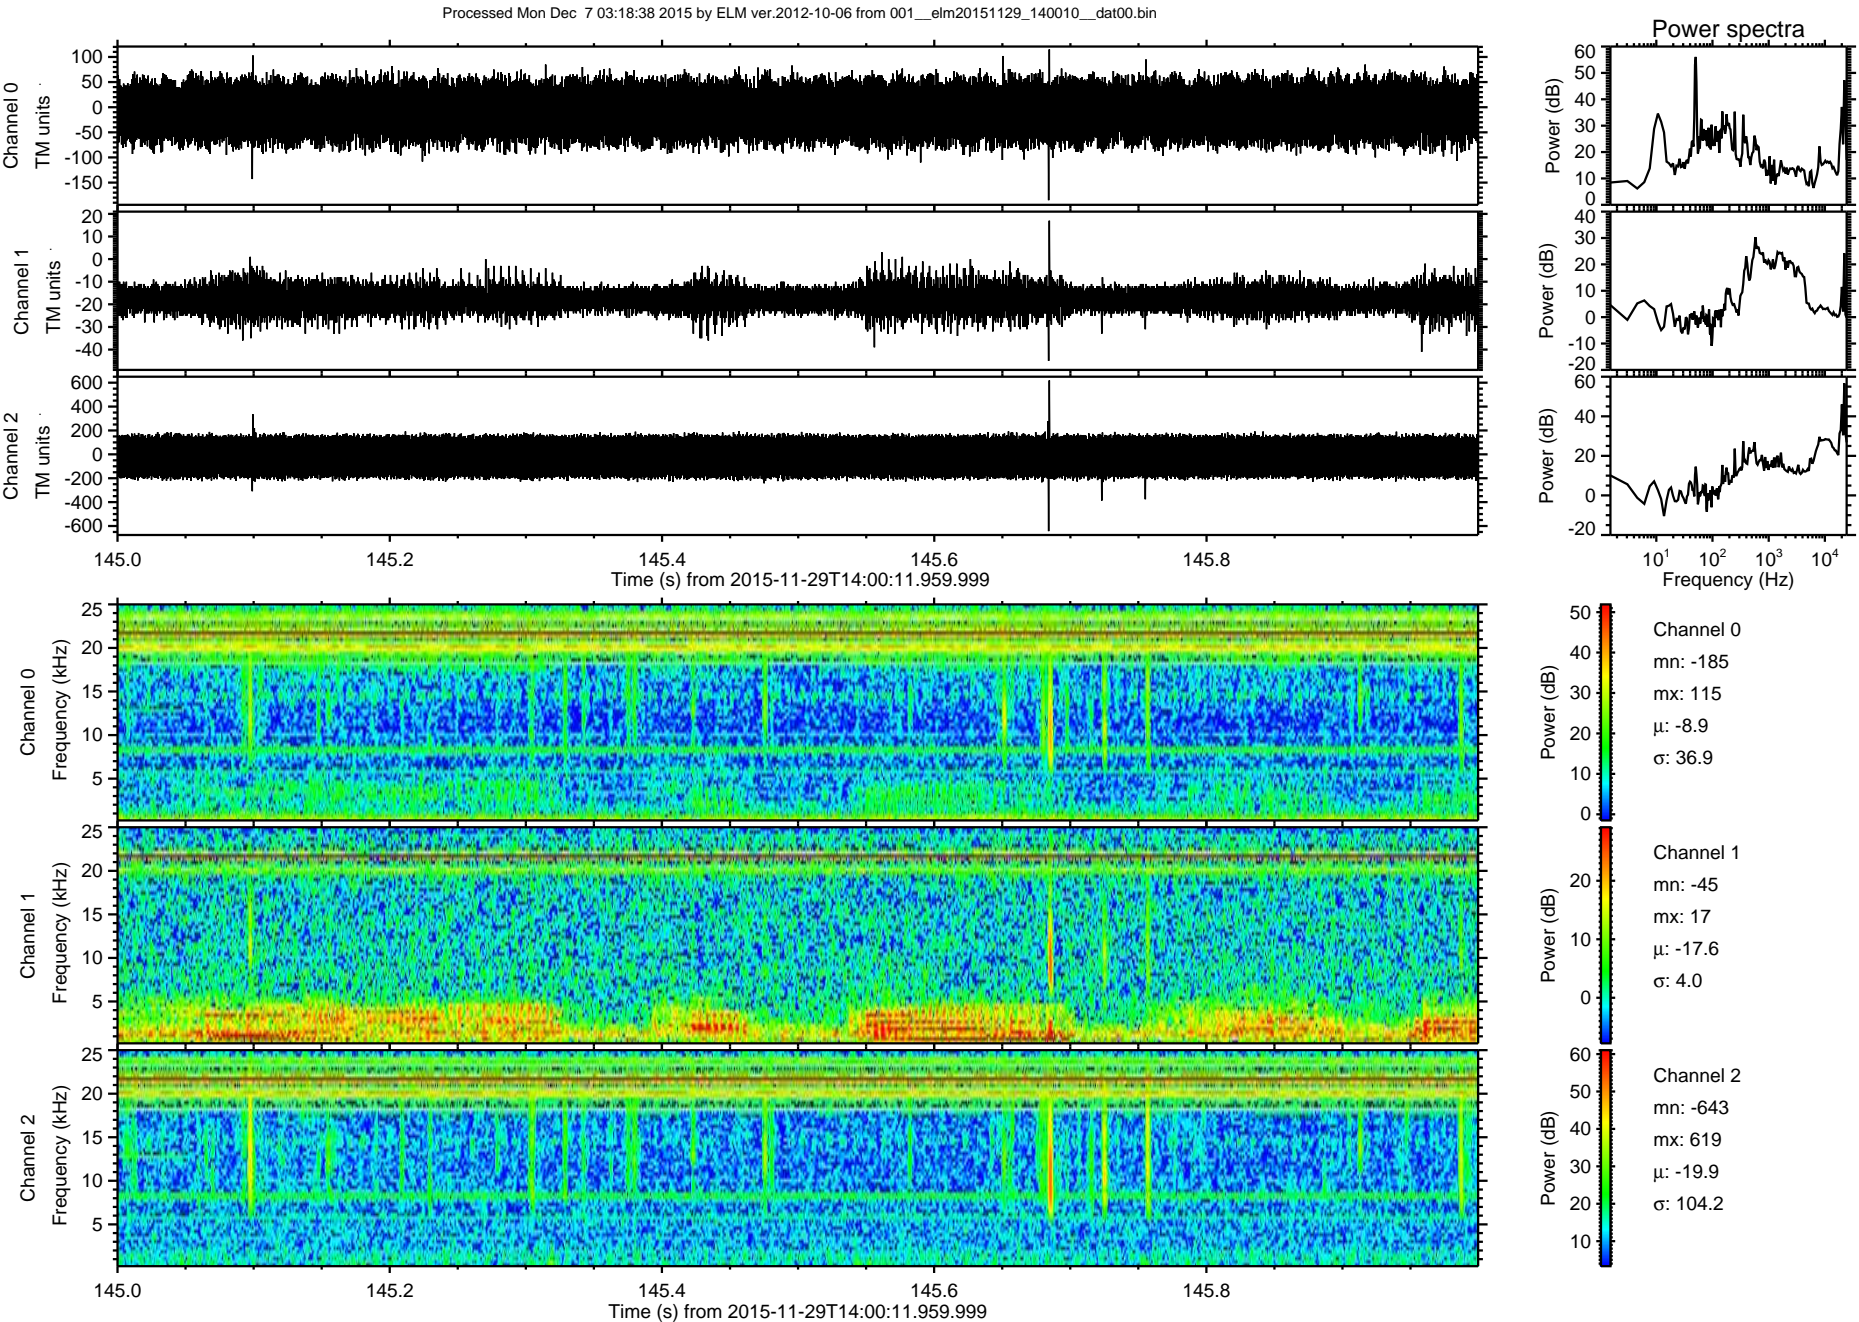 Processed Mon Dec  7 03:18:38 2015 by ELM ver.2012-10-06 from 001__elm20151129_140010__dat00.bin
Power spectra
Channel 0
TM units
100
50
0
-50
-100
-150
Power (dB)
60
50
40
30
20
10
0
Channel 1
TM units
20
10
0
-10
-20
-30
-40
Power (dB)
40
30
20
10
0
-10
-20
Channel 2
TM units
600
400
200
0
-200
-400
-600
Power (dB)
60
40
20
0
-20
145.0 145.2 145.4 145.6 145.8
Time (s) from 2015-11-29T14:00:11.959.999
10¹ 10² 10³ 10⁴
Frequency (Hz)
Channel 0
Frequency (kHz)
25
20
15
10
5
Power (dB)
50
40
30
20
10
0
Channel 0
mn: -185
mx: 115
μ: -8.9
σ: 36.9
Channel 1
Frequency (kHz)
25
20
15
10
5
Power (dB)
20
10
0
Channel 1
mn: -45
mx: 17
μ: -17.6
σ: 4.0
Channel 2
Frequency (kHz)
25
20
15
10
5
Power (dB)
60
50
40
30
20
10
Channel 2
mn: -643
mx: 619
μ: -19.9
σ: 104.2
145.0 145.2 145.4 145.6 145.8
Time (s) from 2015-11-29T14:00:11.959.999